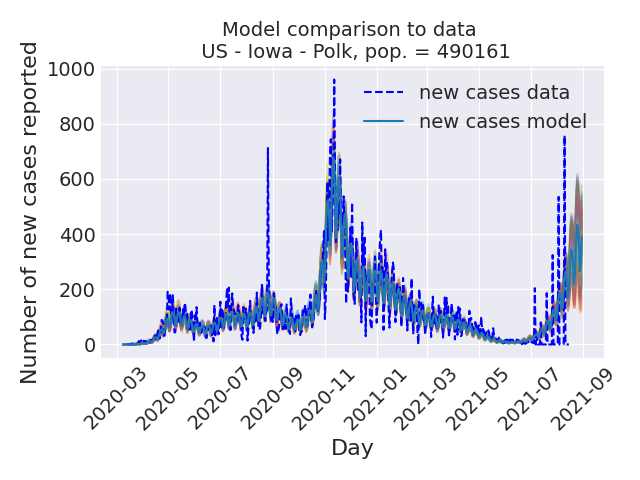 Model comparison to data
US - Iowa - Polk, pop. = 490161
Number of new cases reported
1000
800
600
400
200
0
new cases data
new cases model
2020-03
2020-05
2020-07
2020-09
2020-11
2021-01
2021-03
2021-05
2021-07
2021-09
Day